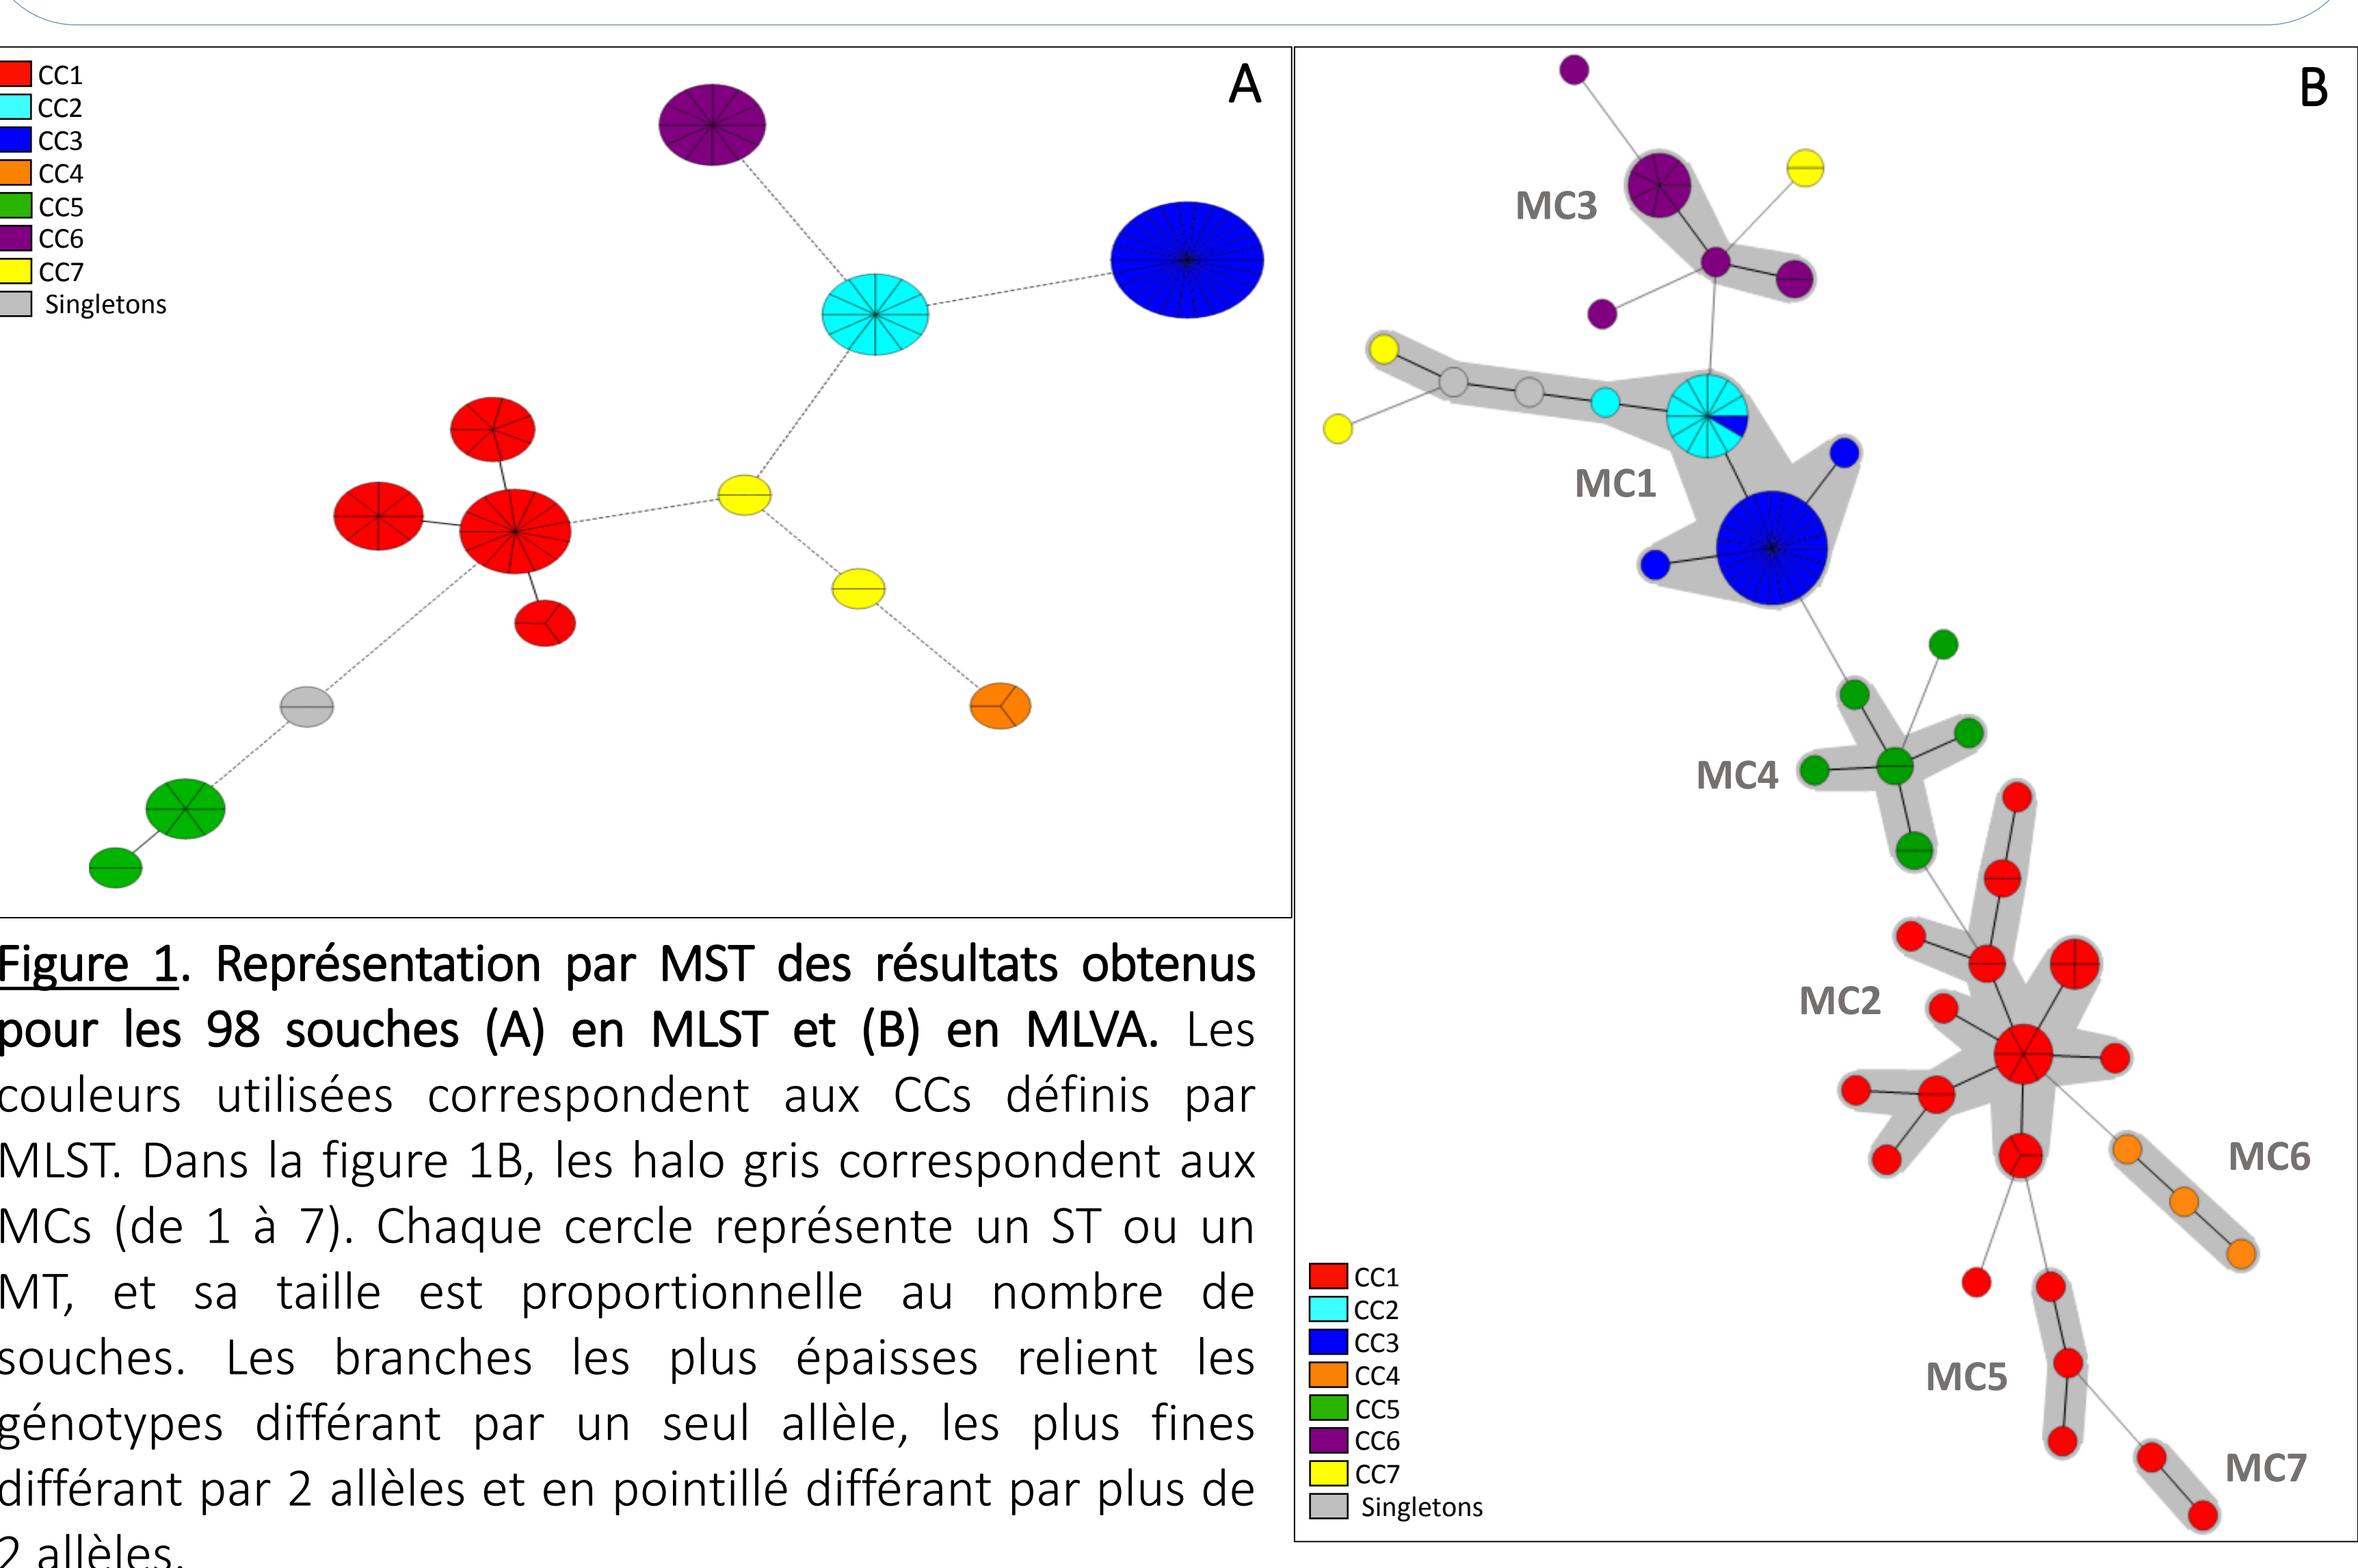 CC1
CC2
CC3
CC4
CC5
CC6
CC7
Singletons
A
Figure 1. Représentation par MST des résultats obtenus
pour les 98 souches (A) en MLST et (B) en MLVA. Les
couleurs utilisées correspondent aux CCs définis par
MLST. Dans la figure 1B, les halo gris correspondent aux
MCs (de 1 à 7). Chaque cercle représente un ST ou un
MT, et sa taille est proportionnelle au nombre de
souches. Les branches les plus épaisses relient les
génotypes différant par un seul allèle, les plus fines
différant par 2 allèles et en pointillé différant par plus de
2 allèles.
B
MC3
MC1
MC4
MC2
MC6
MC5
MC7
CC1
CC2
CC3
CC4
CC5
CC6
CC7
Singletons